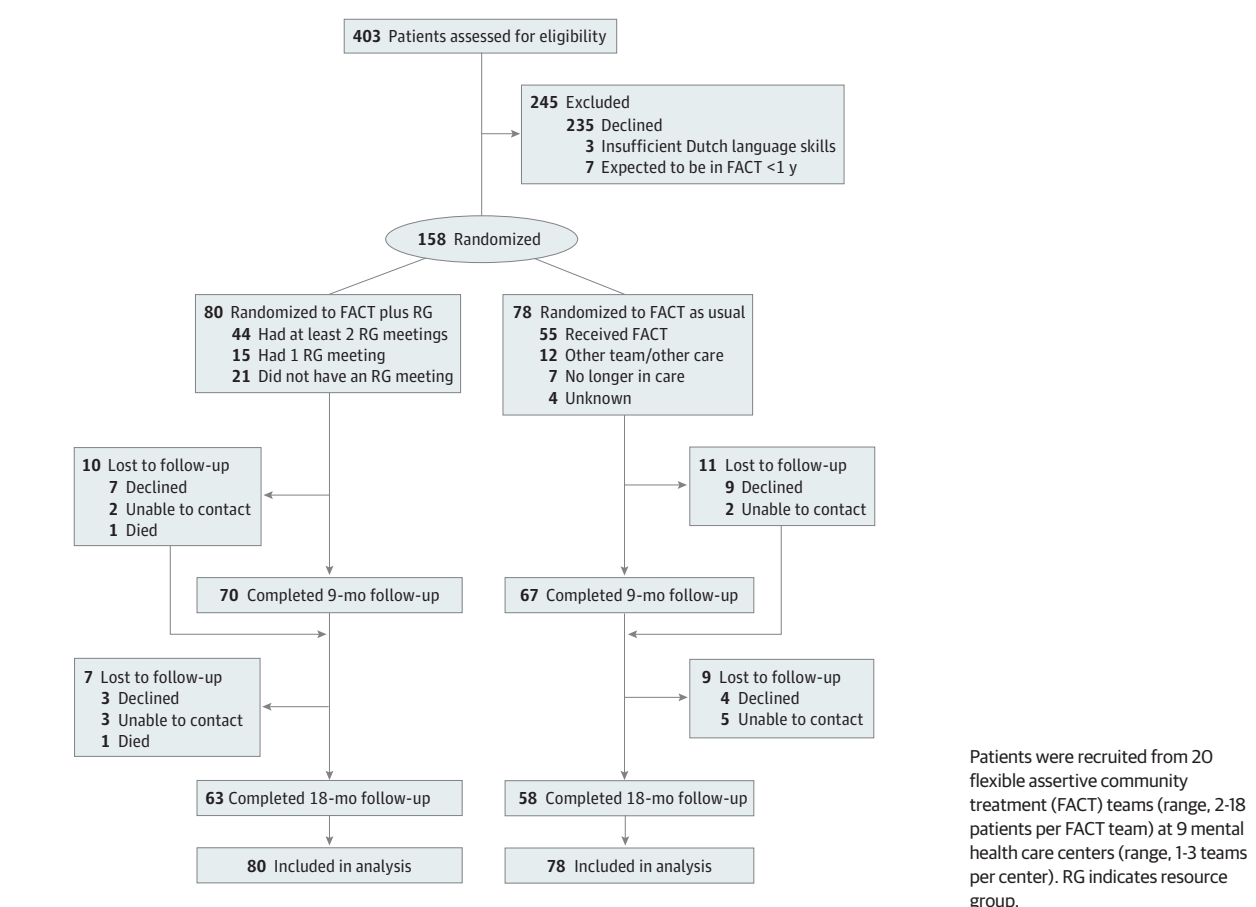 403 Patients assessed for eligibility
245 Excluded
235 Declined
3 Insufficient Dutch language skills
7 Expected to be in FACT <1 y
158 Randomized
80 Randomized to FACT plus RG
44 Had at least 2 RG meetings
15 Had 1 RG meeting
21 Did not have an RG meeting
78 Randomized to FACT as usual
55 Received FACT
12 Other team/other care
7 No longer in care
4 Unknown
10 Lost to follow-up
7 Declined
2 Unable to contact
1 Died
11 Lost to follow-up
9 Declined
2 Unable to contact
70 Completed 9-mo follow-up
67 Completed 9-mo follow-up
7 Lost to follow-up
3 Declined
3 Unable to contact
1 Died
9 Lost to follow-up
4 Declined
5 Unable to contact
63 Completed 18-mo follow-up
58 Completed 18-mo follow-up
80 Included in analysis
78 Included in analysis
Patients were recruited from 20
flexible assertive community
treatment (FACT) teams (range, 2-18
patients per FACT team) at 9 mental
health care centers (range, 1-3 teams
per center). RG indicates resource
group.